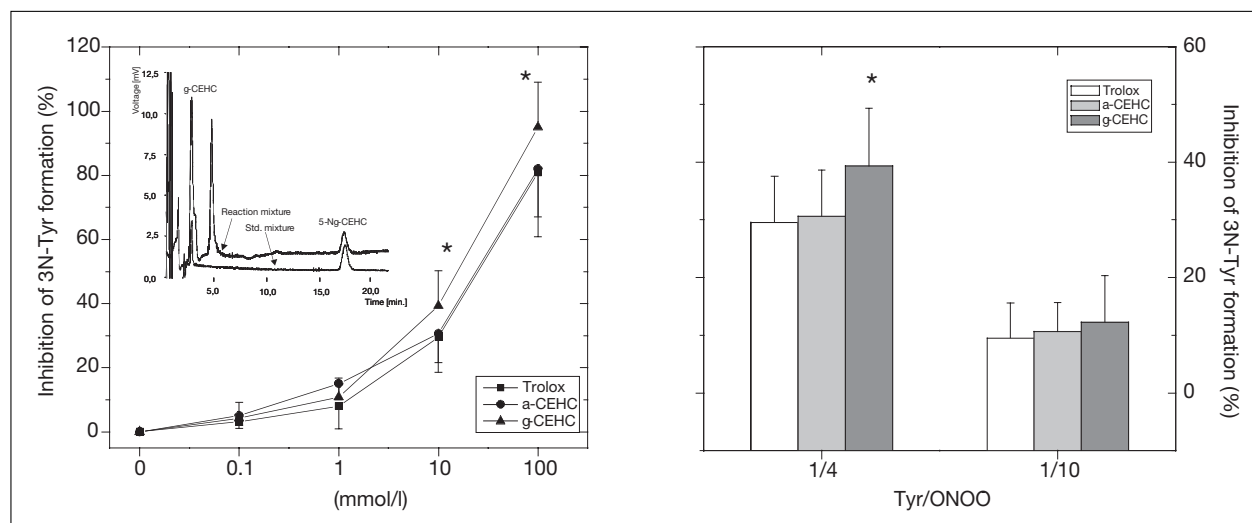 120
100
80
60
40
20
0
Inhibition of 3N-Tyr formation (%)
12,5
10,0
7,5
5,0
2,5
0,0
Voltage [mV]
g-CEHC
Reaction mixture
Std. mixture
5-Ng-CEHC
5,0 10,0 15,0 20,0
Time [min.]
*
*
Trolox
a-CEHC
g-CEHC
0 0.1 1 10 100
(mmol/l)
*
Trolox
a-CEHC
g-CEHC
60
40
20
0
Inhibition of 3N-Tyr formation (%)
1/4 1/10
Tyr/ONOO